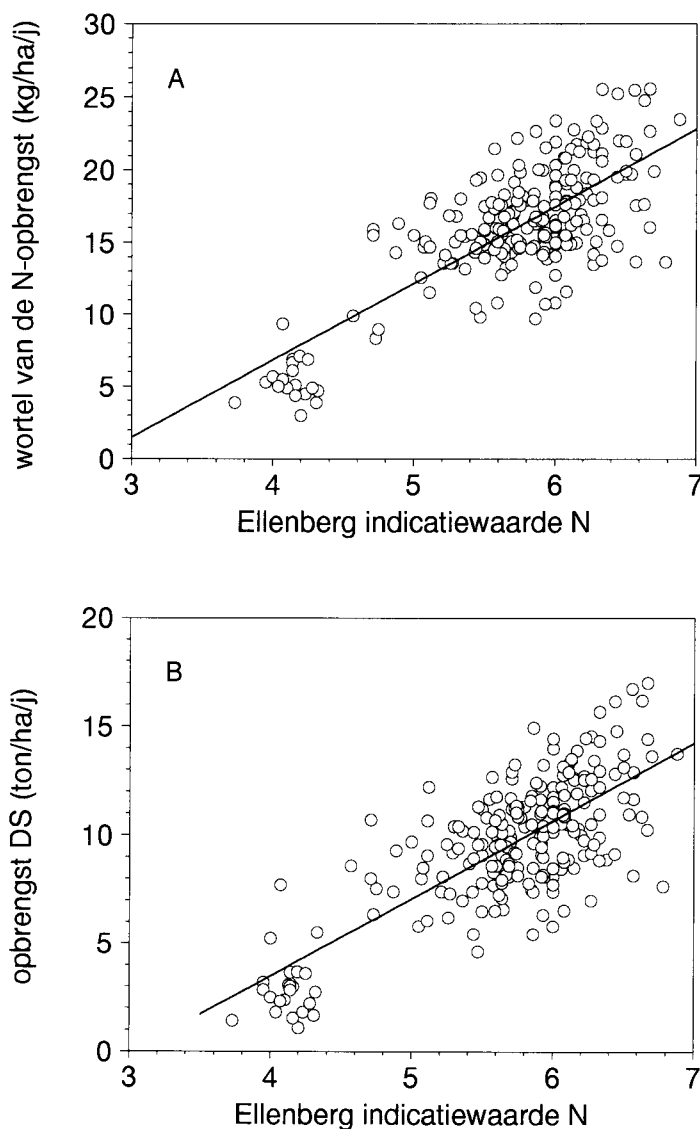 30
25
20
15
10
5
0
A
wortel van de N-opbrengst (kg/ha/j)
3 4 5 6 7
Ellenberg indicatiewaarde N
20
15
10
5
0
B
opbrengst DS (ton/ha/j)
3 4 5 6 7
Ellenberg indicatiewaarde N